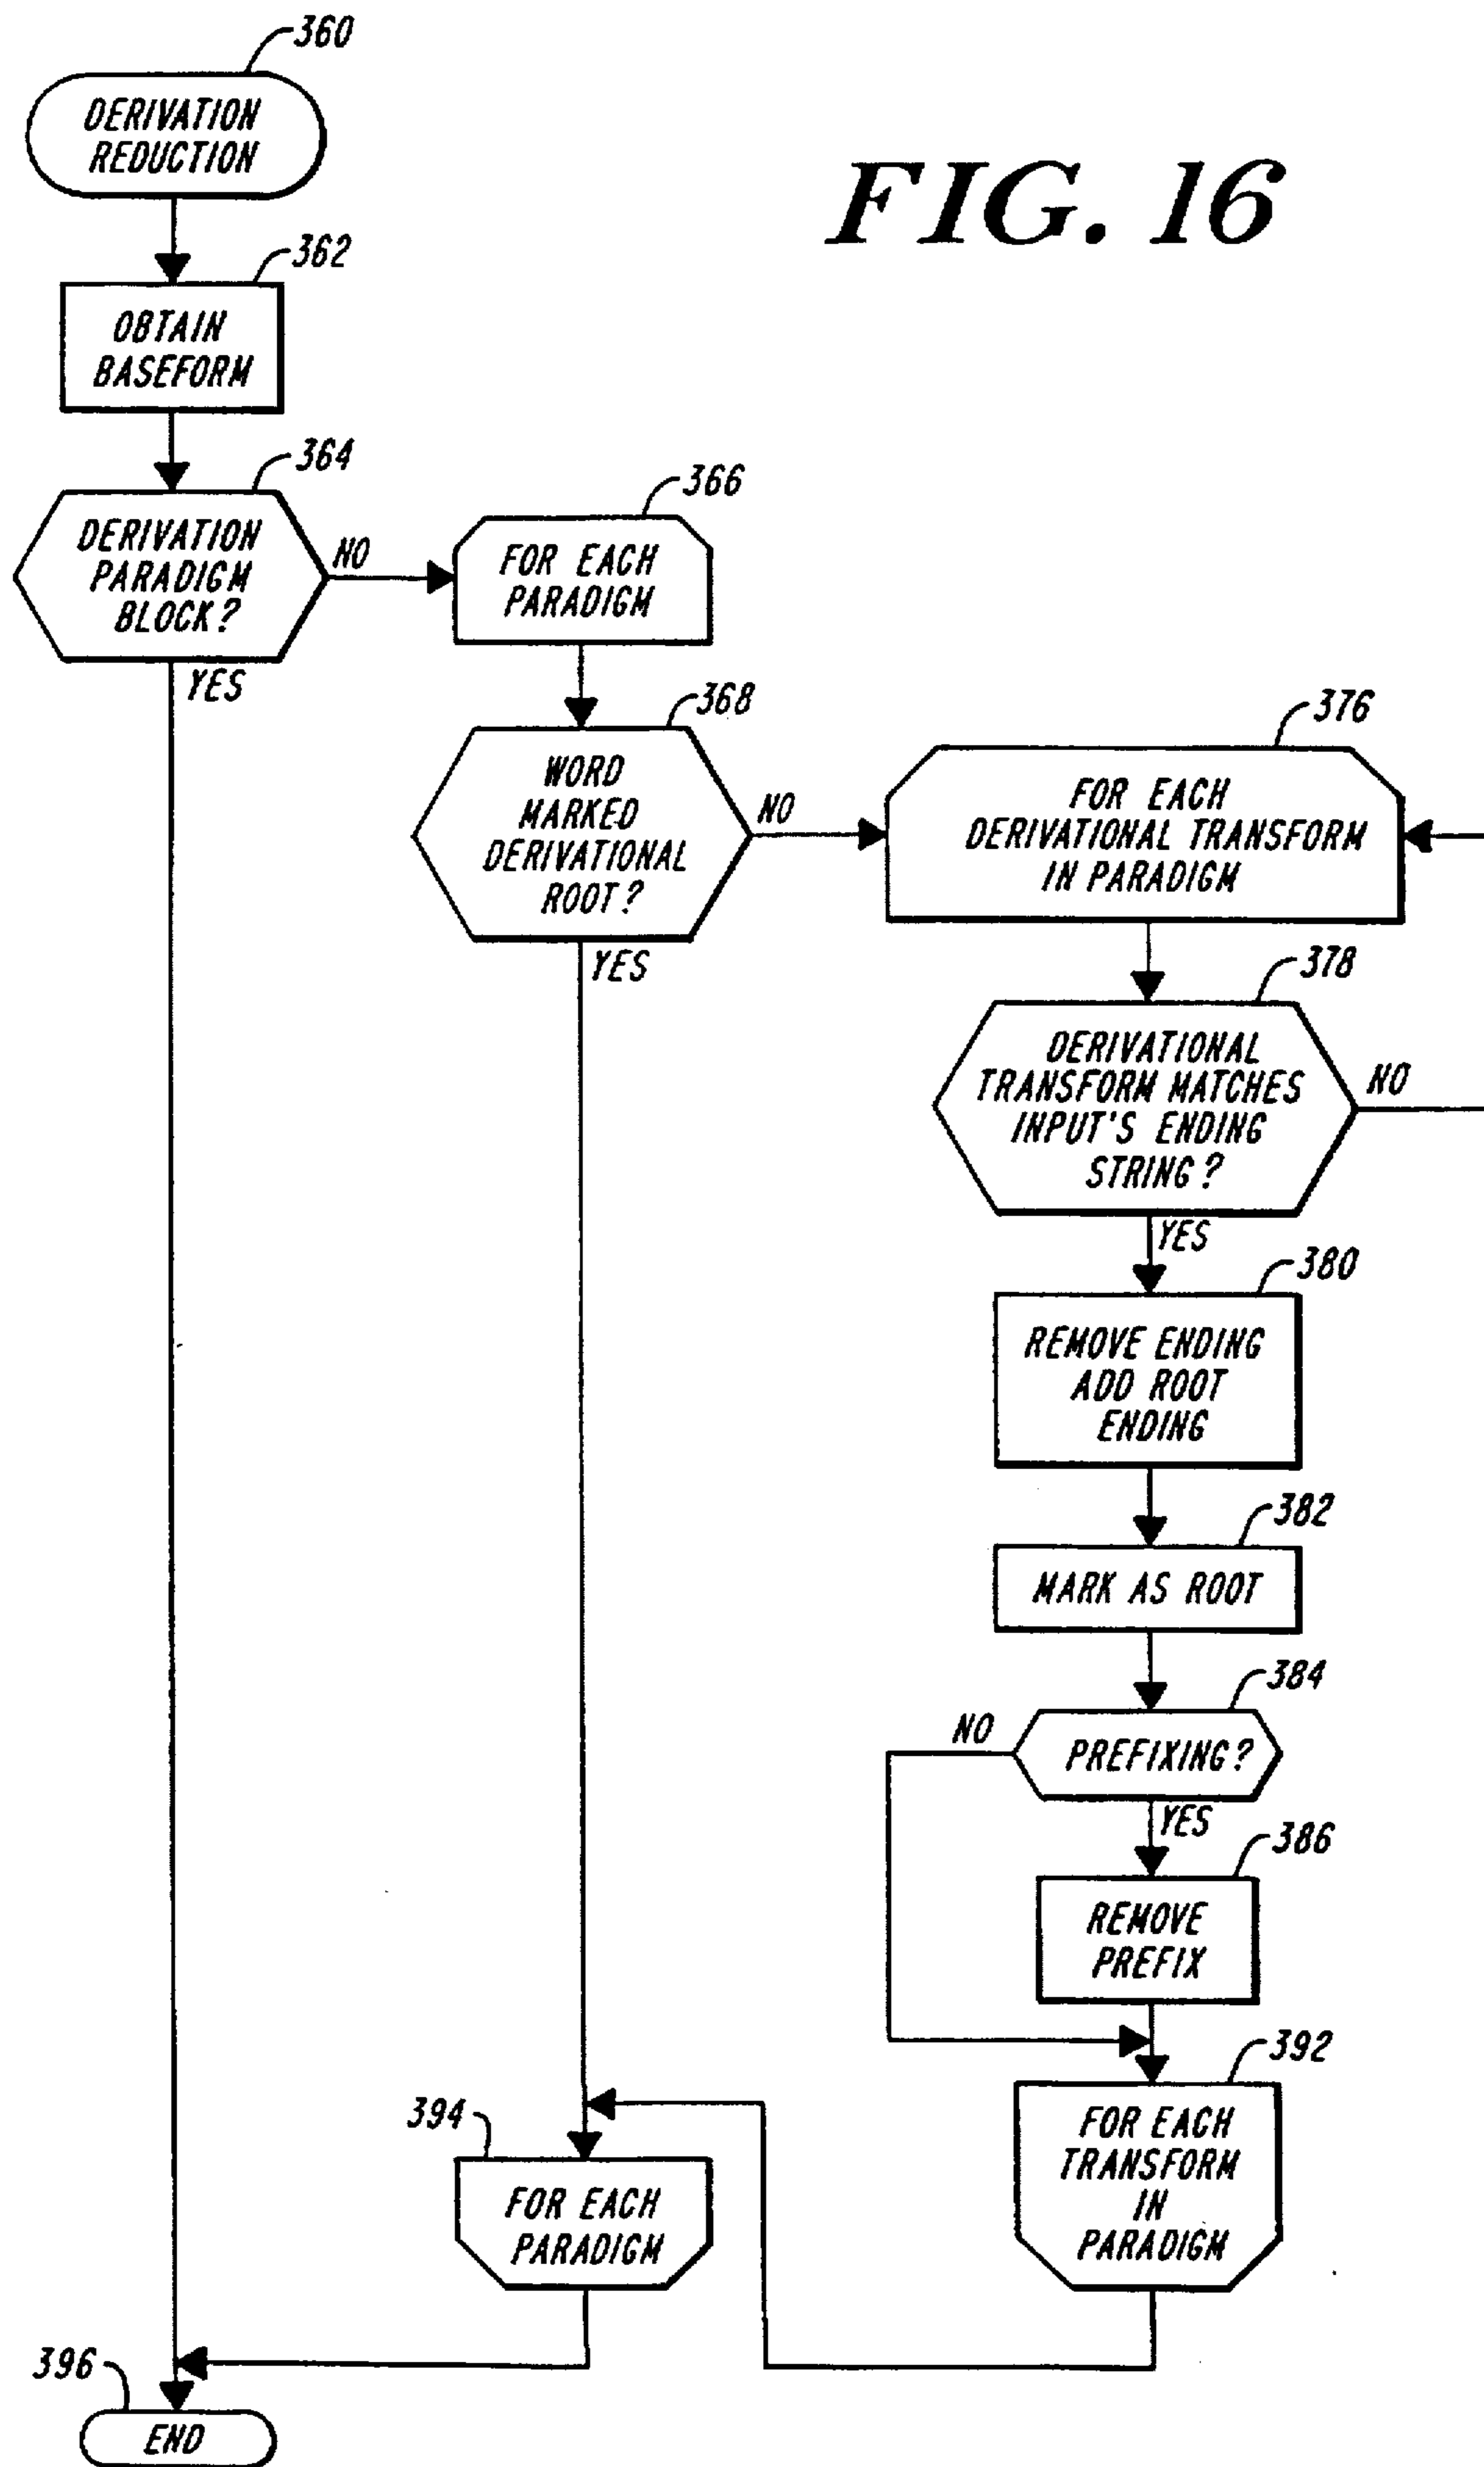 360
DERIVATION
REDUCTION
FIG. 16
362
OBTAIN
BASEFORM
364
DERIVATION
PARADIGM
BLOCK?
NO
YES
366
FOR EACH
PARADIGM
368
WORD
MARKED
DERIVATIONAL
ROOT?
NO
YES
376
FOR EACH
DERIVATIONAL TRANSFORM
IN PARADIGM
378
DERIVATIONAL
TRANSFORM MATCHES
INPUT'S ENDING
STRING?
NO
YES
380
REMOVE ENDING
ADD ROOT
ENDING
382
MARK AS ROOT
384
PREFIXING?
NO
YES
386
REMOVE
PREFIX
392
FOR EACH
TRANSFORM
IN
PARADIGM
394
FOR EACH
PARADIGM
396
END